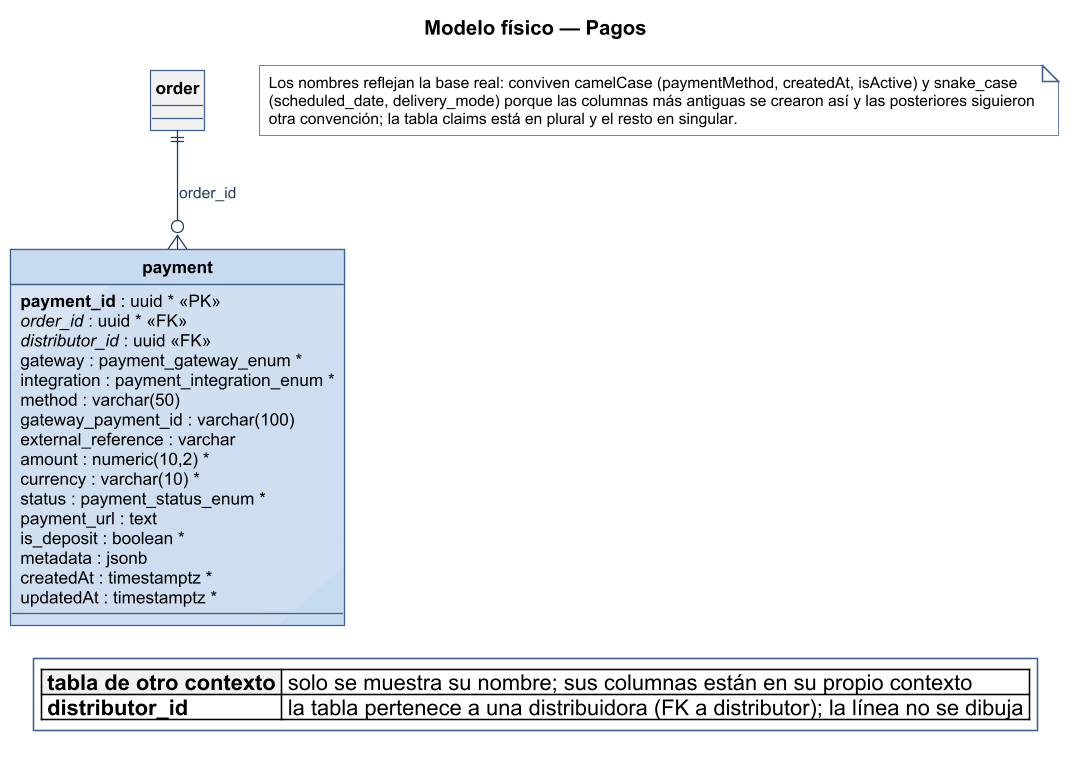 Modelo físico — Pagos
order
Los nombres reflejan la base real: conviven camelCase (paymentMethod, createdAt, isActive) y snake_case
(scheduled_date, delivery_mode) porque las columnas más antiguas se crearon así y las posteriores siguieron
otra convención; la tabla claims está en plural y el resto en singular.
order_id
payment
payment_id : uuid * «PK»
order_id : uuid * «FK»
distributor_id : uuid «FK»
gateway : payment_gateway_enum *
integration : payment_integration_enum *
method : varchar(50)
gateway_payment_id : varchar(100)
external_reference : varchar
amount : numeric(10,2) *
currency : varchar(10) *
status : payment_status_enum *
payment_url : text
is_deposit : boolean *
metadata : jsonb
createdAt : timestamptz *
updatedAt : timestamptz *
tabla de otro contexto solo se muestra su nombre; sus columnas están en su propio contexto
distributor_id la tabla pertenece a una distribuidora (FK a distributor); la línea no se dibuja